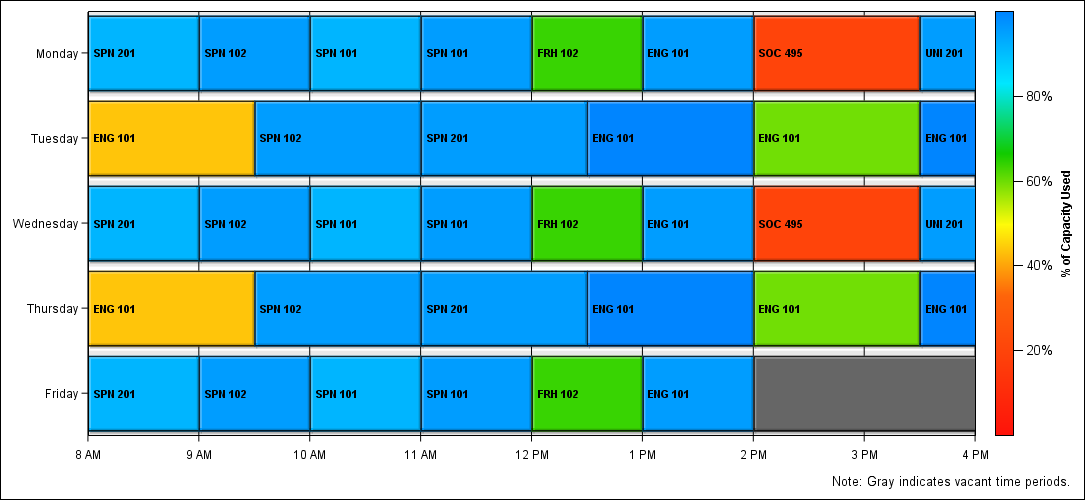 Monday
SPN 201 SPN 102 SPN 101 SPN 101 FRH 102 ENG 101 SOC 495 UNI 201
Tuesday
ENG 101 SPN 102 SPN 201 ENG 101 ENG 101 ENG 101
Wednesday
SPN 201 SPN 102 SPN 101 SPN 101 FRH 102 ENG 101 SOC 495 UNI 201
Thursday
ENG 101 SPN 102 SPN 201 ENG 101 ENG 101 ENG 101
Friday
SPN 201 SPN 102 SPN 101 SPN 101 FRH 102 ENG 101
8 AM 9 AM 10 AM 11 AM 12 PM 1 PM 2 PM 3 PM 4 PM
80%
60%
40%
20%
% of Capacity Used
Note: Gray indicates vacant time periods.